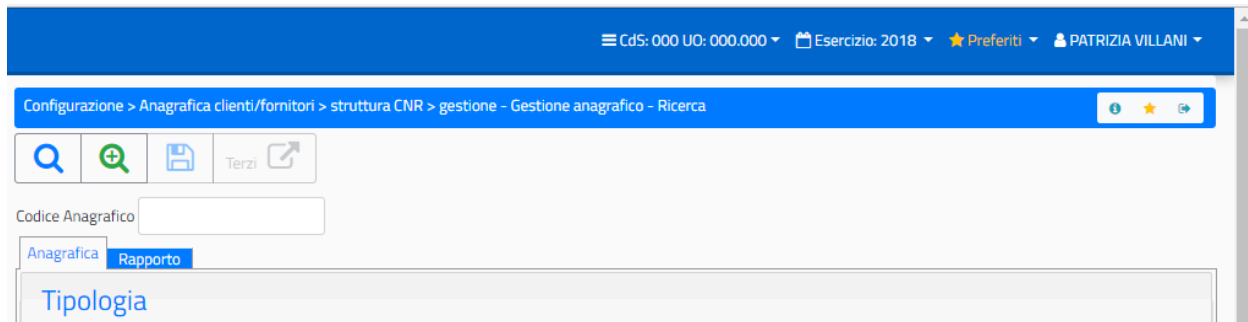 CdS: 000 UO: 000.000 Esercizio: 2018 Preferiti PATRIZIA VILLANI
Configurazione > Anagrafica clienti/fornitori > struttura CNR > gestione - Gestione anagrafico - Ricerca
Terzi
Codice Anagrafico
Anagrafica Rapporto
Tipologia